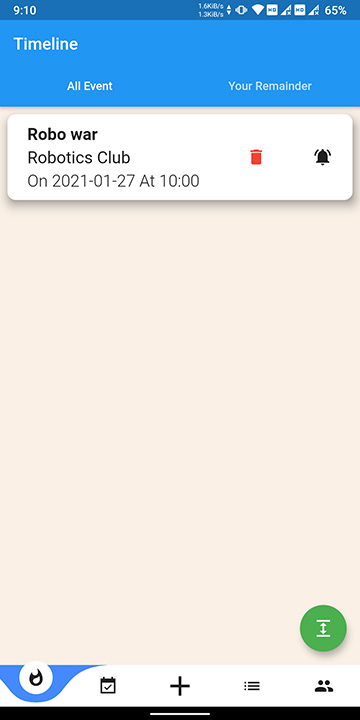 9:10
1.6KiB/s
1.3KiB/s
HD
HD
65%
Timeline
All Event
Your Remainder
Robo war
Robotics Club
On 2021-01-27 At 10:00